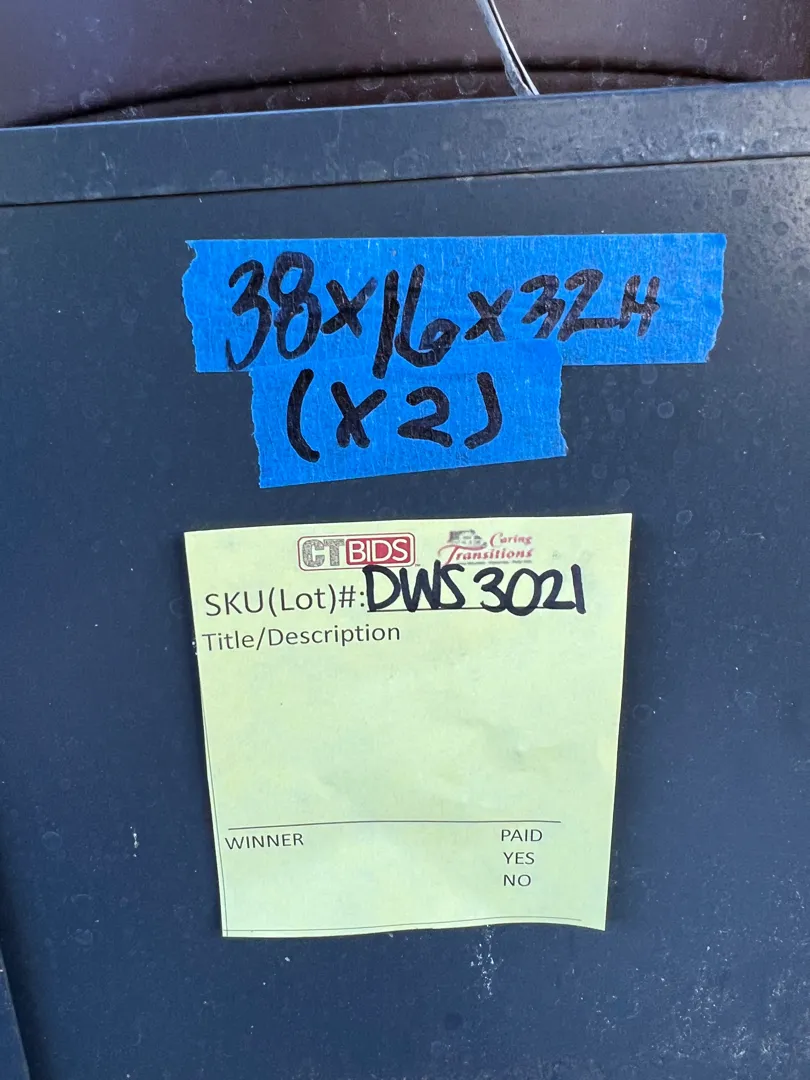 38x16x32H
(x2)
CTBIDS
Caring
Transitions
SKU(Lot)#: DWS 3021
Title/Description
WINNER
PAID
YES
NO